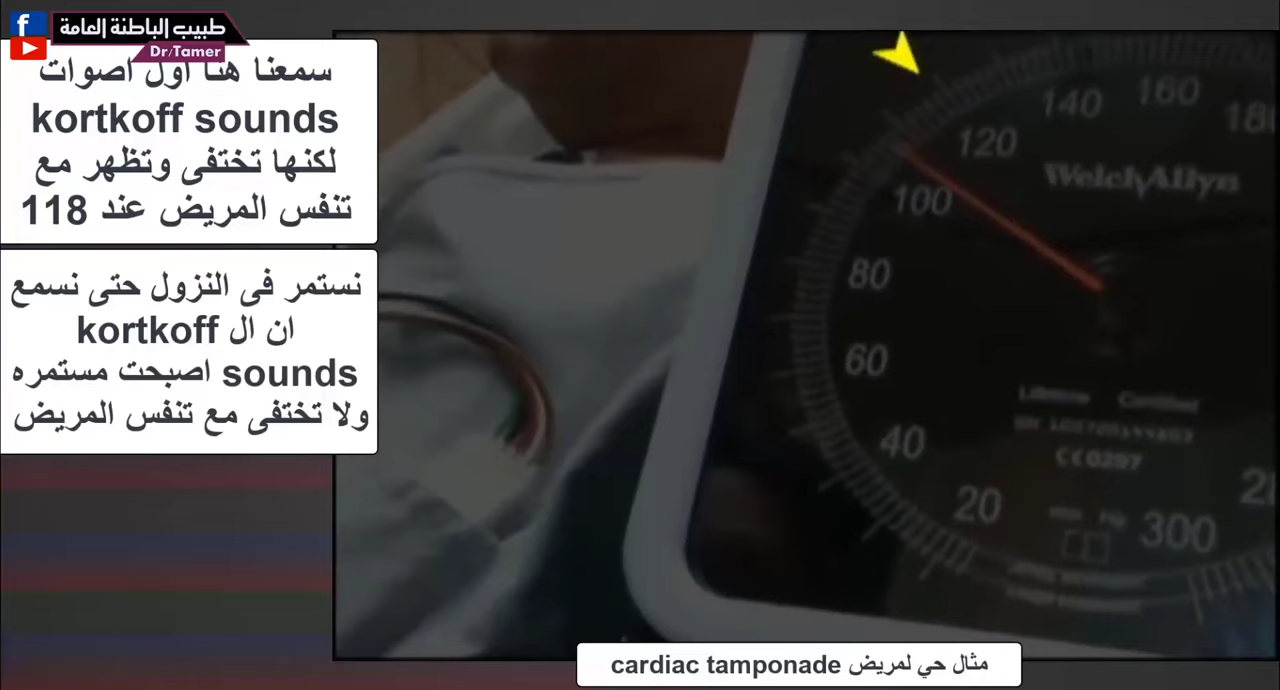 طبيب الباطنة العامة
Dr/Tamer
سمعنا هنا اول اصوات
kortkoff sounds
لكنها تختفى وتظهر مع
تنفس المريض عند 118
نستمر فى النزول حتى نسمع
ان ال kortkoff
sounds اصبحت مستمره
ولا تختفى مع تنفس المريض
160
140
180
120
WelchAllyn
100
80
60
40
CE0297
20
300
مثال حي لمريض cardiac tamponade